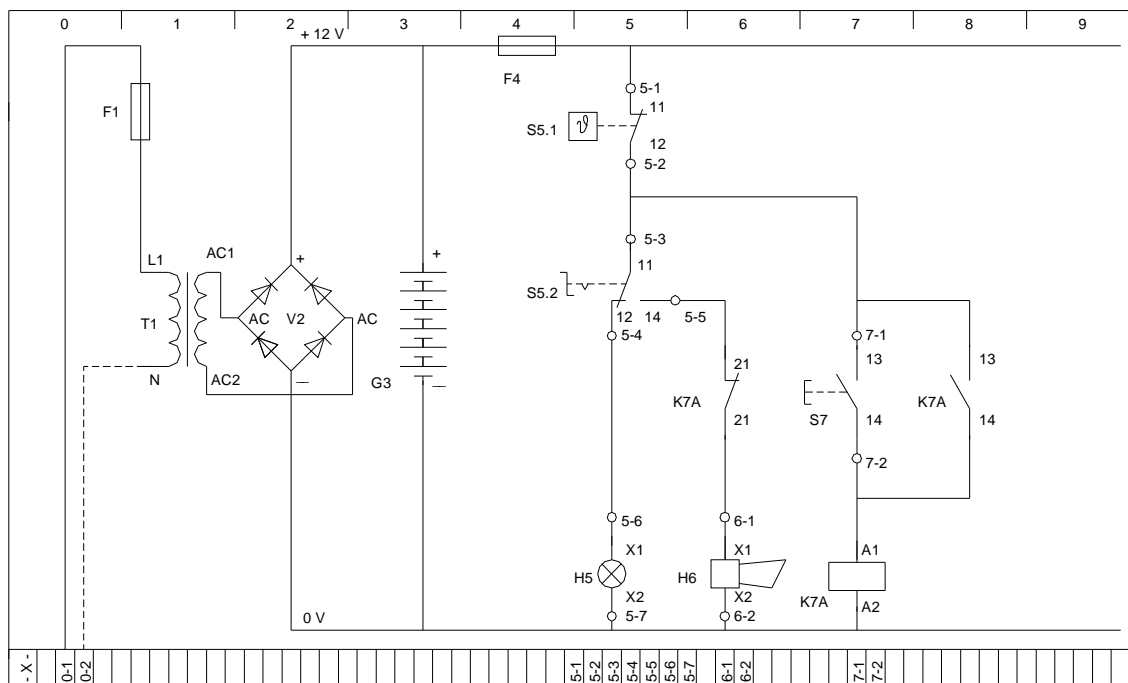 0 1 2 3 4 5 6 7 8 9
+ 12 V
F4
5-1
F1
11
S5.1 ϑ
12
5-2
5-3
L1 AC1 + + 11
S5.2
T1 AC V2 AC 12 14 5-5
5-4 7-1
N AC2 — G3 — 21 13 13
K7A S7 K7A
21 14 14
7-2
5-6 6-1
X1 X1 A1
H5 H6
X2 X2 K7A A2
0 V 5-7 6-2
- X - 0-1 0-2 5-1 5-2 5-3 5-4 5-5 5-6 5-7 6-1 6-2 7-1 7-2